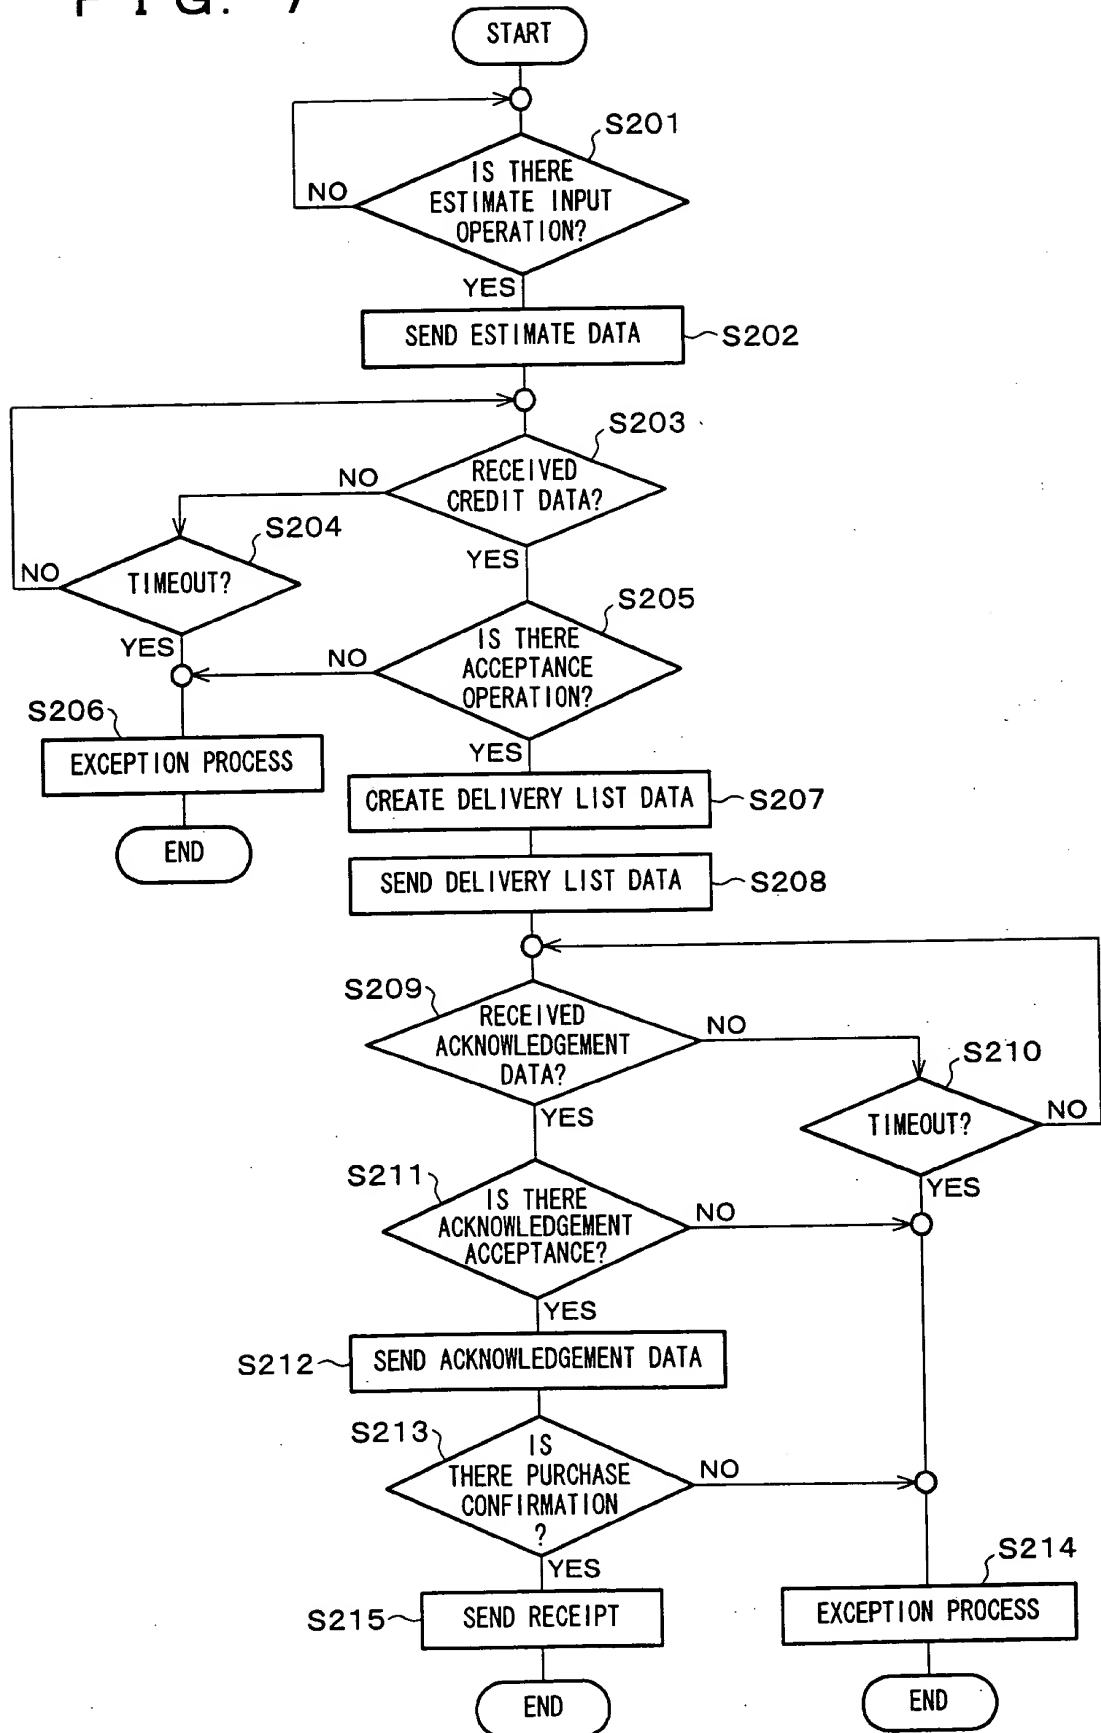 FIG. 7
START
S201
IS THERE
ESTIMATE INPUT
OPERATION?
NO
YES
SEND ESTIMATE DATA
S202
S203
RECEIVED
CREDIT DATA?
NO
YES
S204
TIMEOUT?
NO
YES
S205
IS THERE
ACCEPTANCE
OPERATION?
NO
YES
S206
EXCEPTION PROCESS
END
CREATE DELIVERY LIST DATA
S207
SEND DELIVERY LIST DATA
S208
S209
RECEIVED
ACKNOWLEDGEMENT
DATA?
NO
YES
S210
TIMEOUT?
NO
YES
S211
IS THERE
ACKNOWLEDGEMENT
ACCEPTANCE?
NO
YES
S212
SEND ACKNOWLEDGEMENT DATA
S213
IS
THERE PURCHASE
CONFIRMATION
?
NO
YES
S214
EXCEPTION PROCESS
END
S215
SEND RECEIPT
END